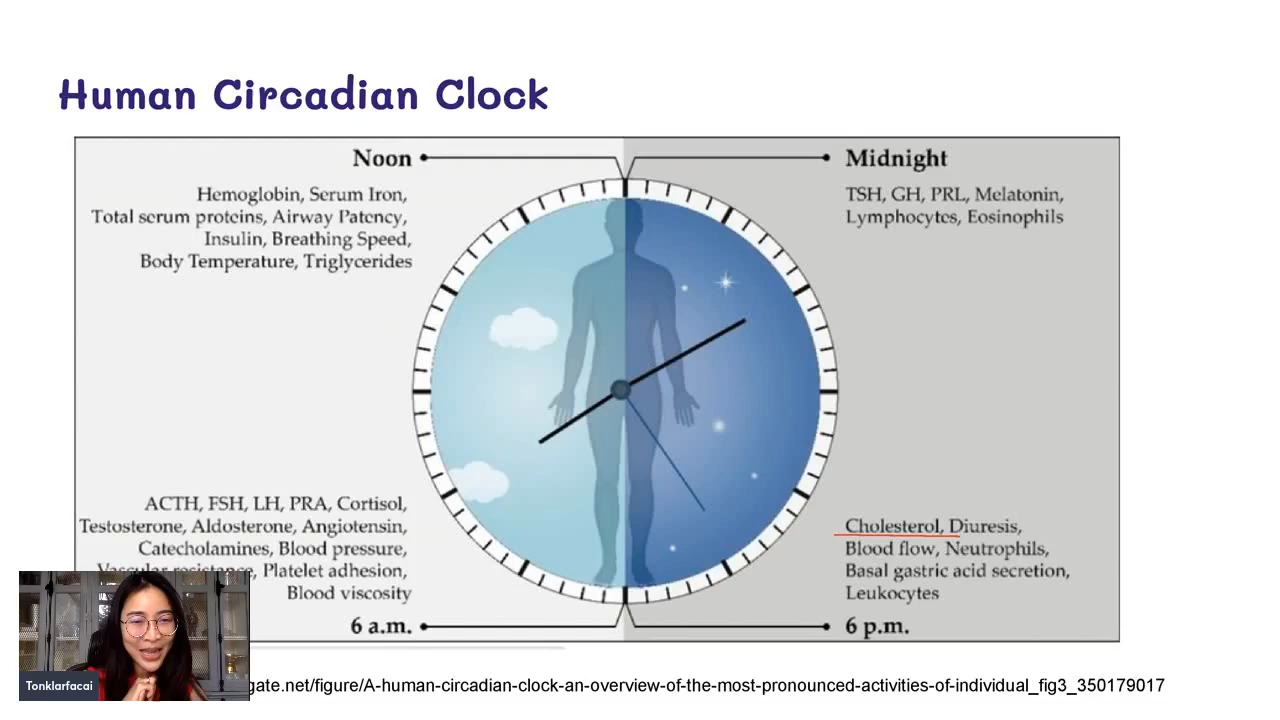 Human Circadian Clock
Noon
Hemoglobin, Serum Iron,
Total serum proteins, Airway Patency,
Insulin, Breathing Speed,
Body Temperature, Triglycerides
Midnight
TSH, GH, PRL, Melatonin,
Lymphocytes, Eosinophils
ACTH, FSH, LH, PRA, Cortisol,
Testosterone, Aldosterone, Angiotensin,
Catecholamines, Blood pressure,
Vascular resistance, Platelet adhesion,
Blood viscosity
6 a.m.
Cholesterol, Diuresis,
Blood flow, Neutrophils,
Basal gastric acid secretion,
Leukocytes
6 p.m.
Tonklarfacai
gate.net/figure/A-human-circadian-clock-an-overview-of-the-most-pronounced-activities-of-individual_fig3_350179017